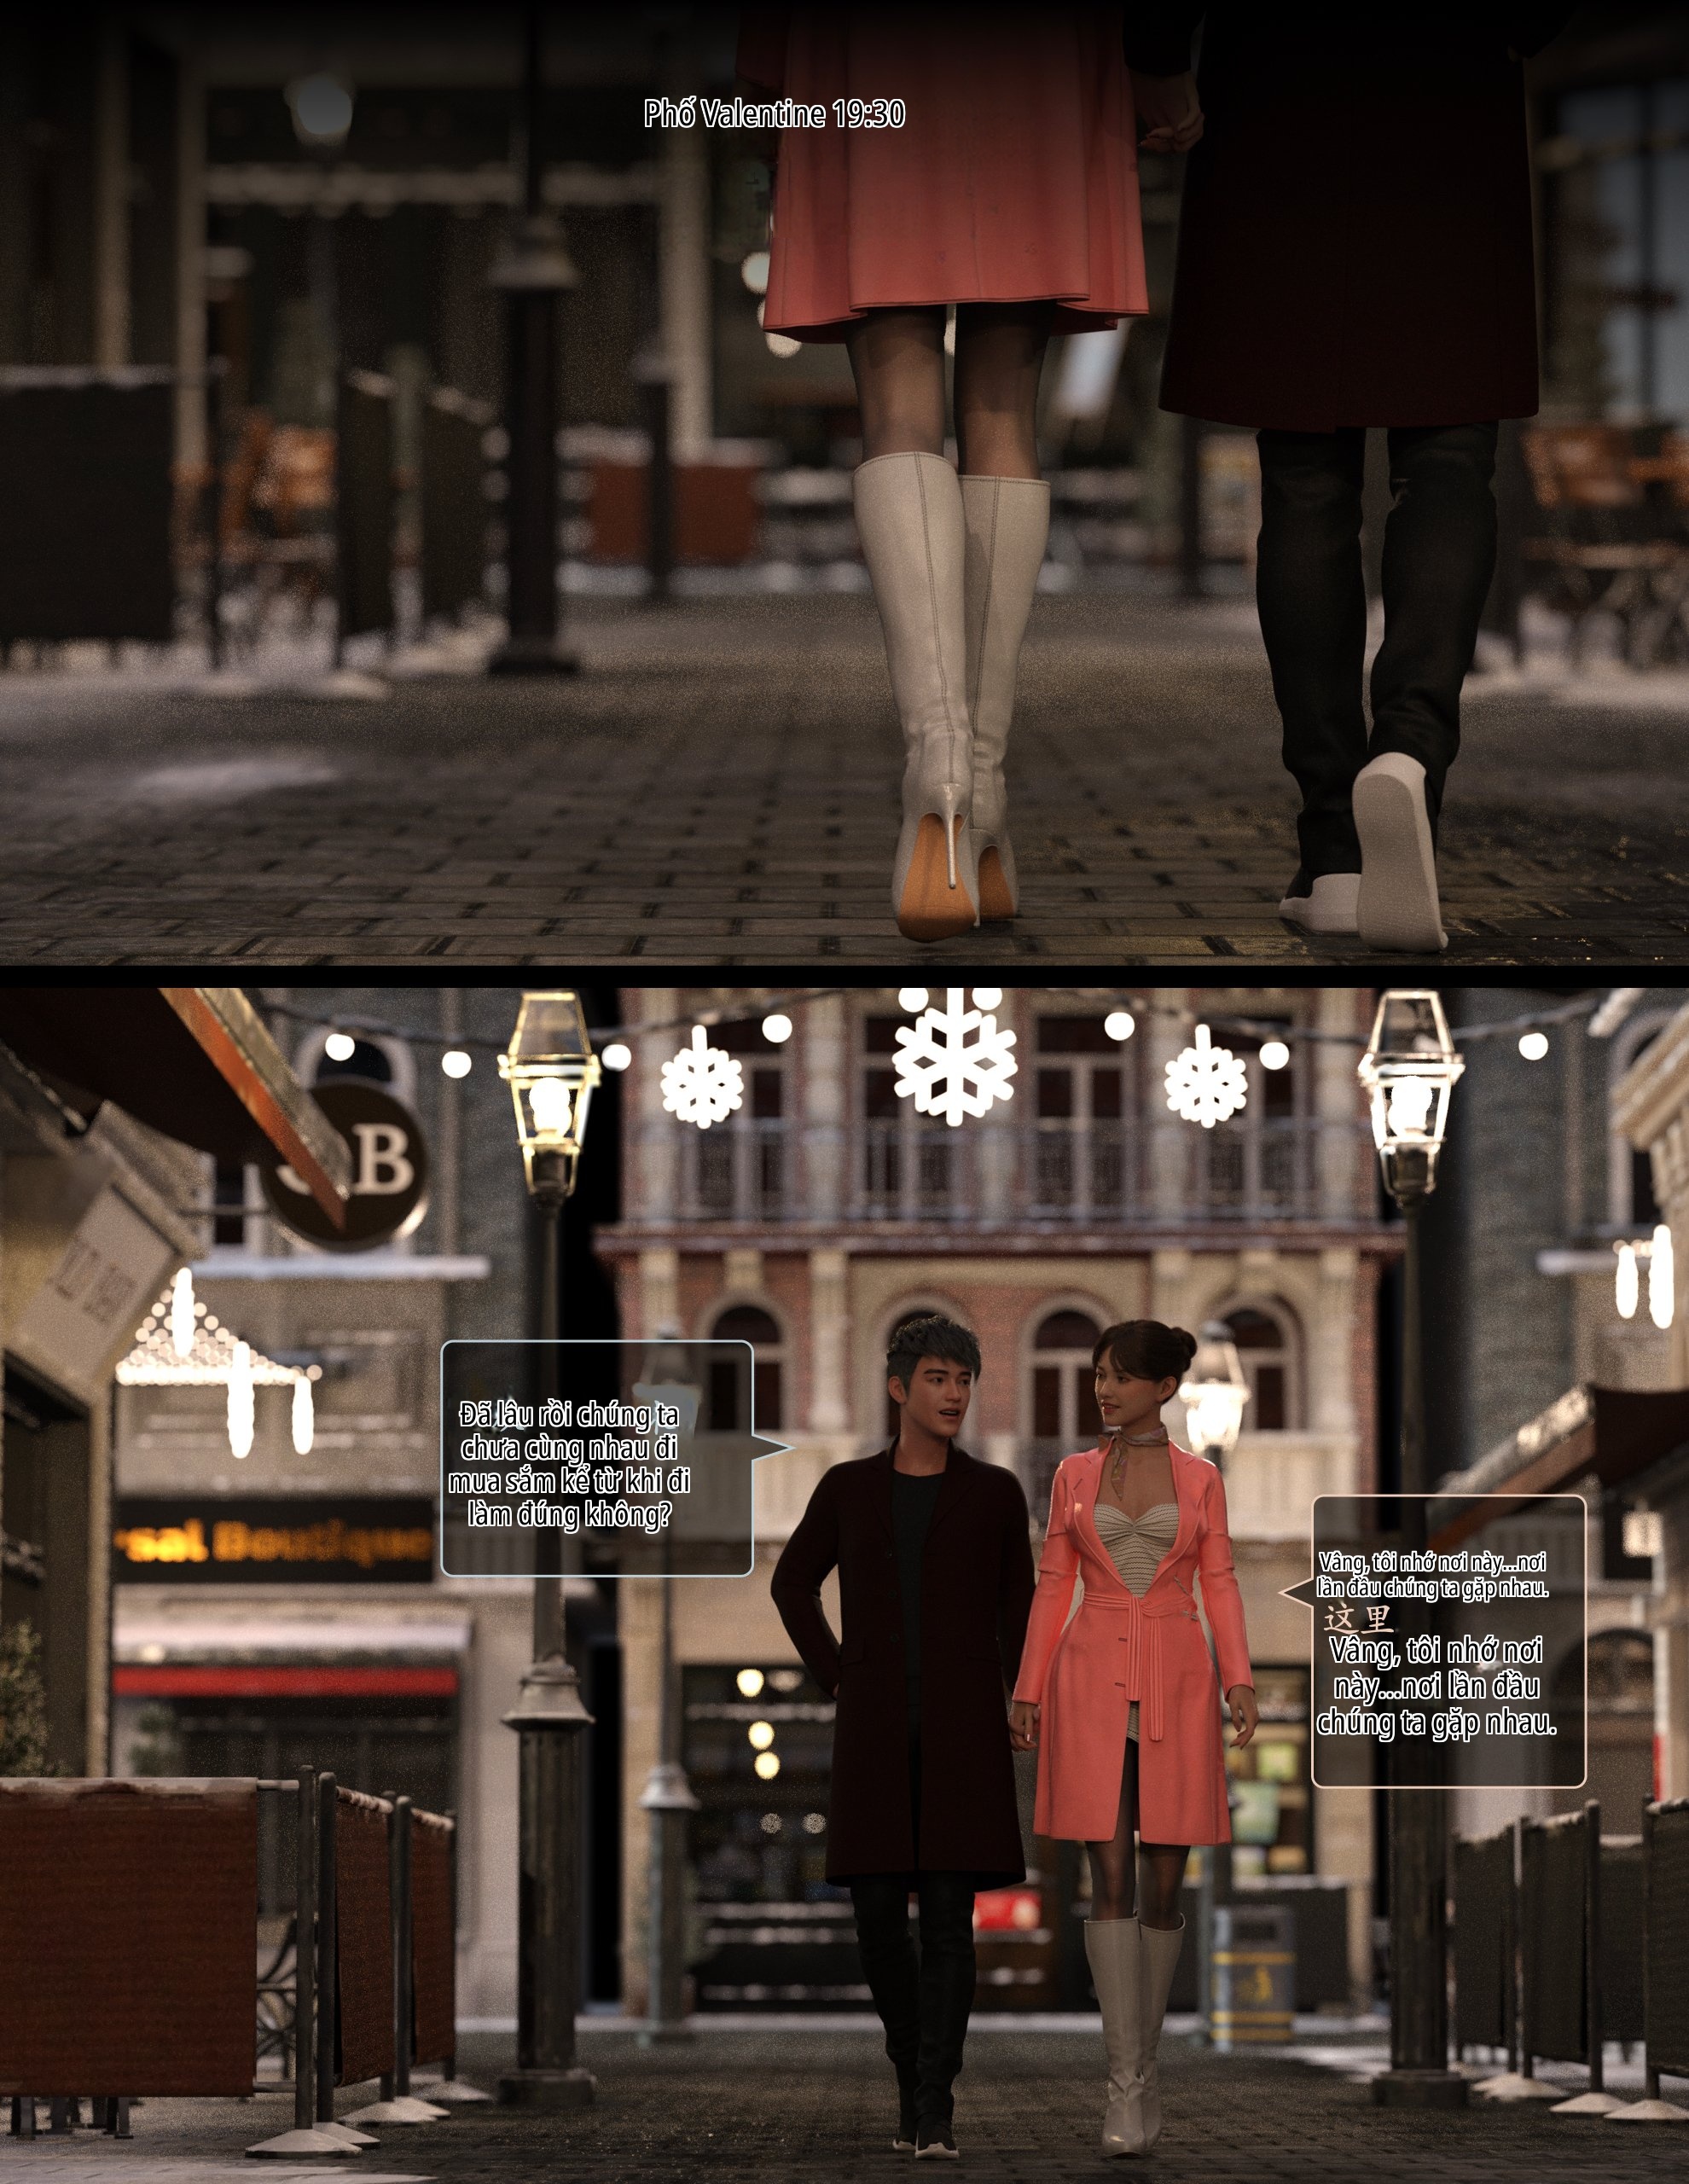 Phố Valentine 19:30
B
Đã lâu rồi chúng ta
chưa cùng nhau đi
mua sắm kể từ khi đi
làm đúng không?
sal Boutique
Vâng, tôi nhớ nơi này...nơi
lần đầu chúng ta gặp nhau.
这里
Vâng, tôi nhớ nơi
này...nơi lần đầu
chúng ta gặp nhau.